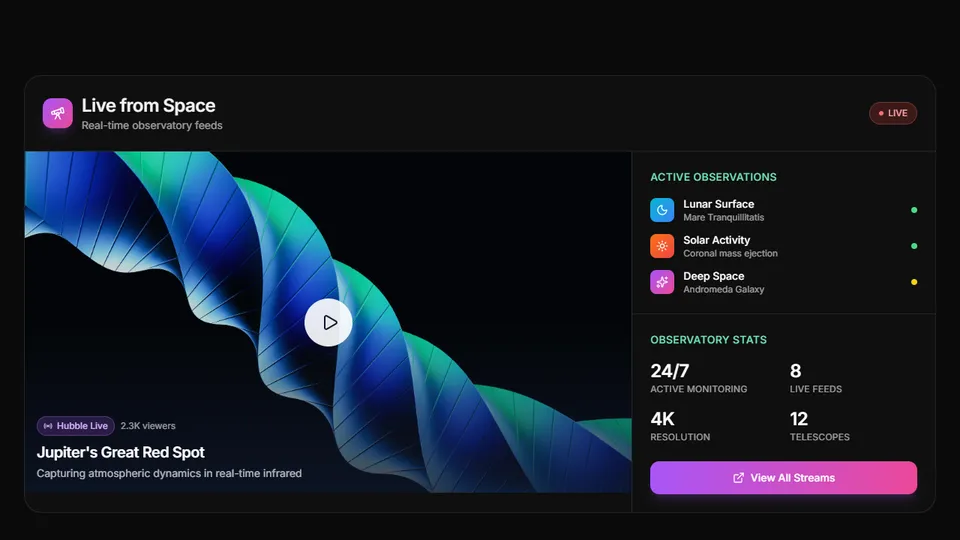 Live from Space
Real-time observatory feeds
LIVE
Hubble Live
2.3K viewers
Jupiter's Great Red Spot
Capturing atmospheric dynamics in real-time infrared
ACTIVE OBSERVATIONS
Lunar Surface
Mare Tranquillitatis
Solar Activity
Coronal mass ejection
Deep Space
Andromeda Galaxy
OBSERVATORY STATS
24/7
ACTIVE MONITORING
8
LIVE FEEDS
4K
RESOLUTION
12
TELESCOPES
View All Streams